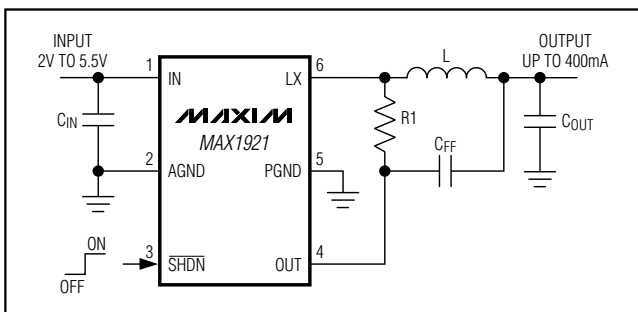 INPUT
2V TO 5.5V
OUTPUT
UP TO 400mA
1
IN
6
LX
L
MAXIM
MAX1921
CIN
R1
CFF
COUT
2
AGND
5
PGND
ON
OFF
3
SHDN
4
OUT